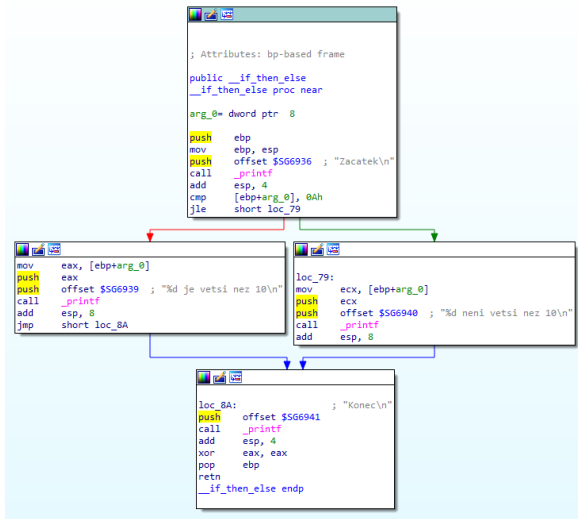 ; Attributes: bp-based frame
public __if_then_else
__if_then_else proc near
arg_0= dword ptr  8
push    ebp
mov     ebp, esp
push    offset $SG6936  ; "Zacatek\n"
call    _printf
add     esp, 4
cmp     [ebp+arg_0], 0Ah
jle     short loc_79
mov     eax, [ebp+arg_0]
push    eax
push    offset $SG6939  ; "%d je vetsi nez 10\n"
call    _printf
add     esp, 8
jmp     short loc_8A
loc_79:
mov     ecx, [ebp+arg_0]
push    ecx
push    offset $SG6940  ; "%d neni vetsi nez 10\n"
call    _printf
add     esp, 8
loc_8A:                 ; "Konec\n"
push    offset $SG6941
call    _printf
add     esp, 4
xor     eax, eax
pop     ebp
retn
__if_then_else endp